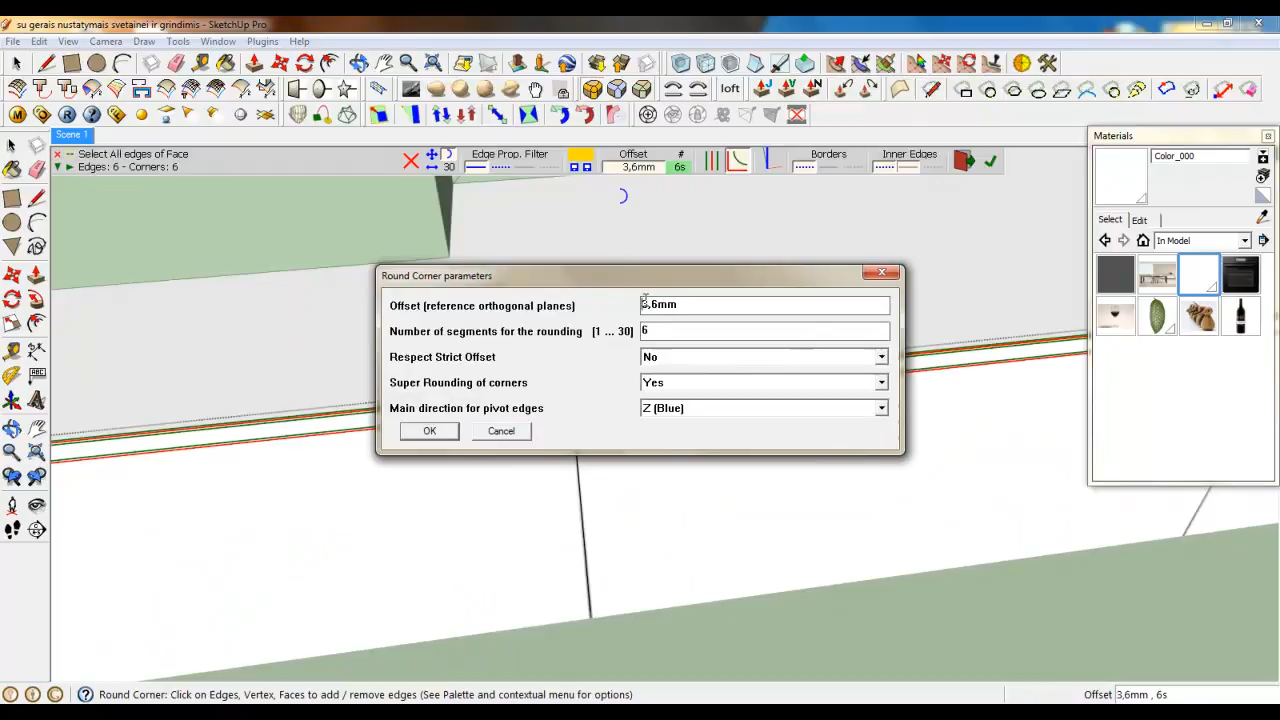 su gerais nustatymais svetainei ir grindimis - SketchUp Pro
File Edit View Camera Draw Tools Window Plugins Help
loft
M Q R ?
Scene 1
Materials
Select All edges of Face
Edges: 6 - Corners: 6
30
Edge Prop. Filter
Offset #
3,6mm 6s
Borders
Inner Edges
Color_000
Select Edit
In Model
Round Corner parameters
Offset (reference orthogonal planes) 3,6mm
Number of segments for the rounding [1 ... 30] 6
Respect Strict Offset No
Super Rounding of corners Yes
Main direction for pivot edges Z (Blue)
OK Cancel
ABC
Round Corner: Click on Edges, Vertex, Faces to add / remove edges (See Palette and contextual menu for options) Offset 3,6mm , 6s